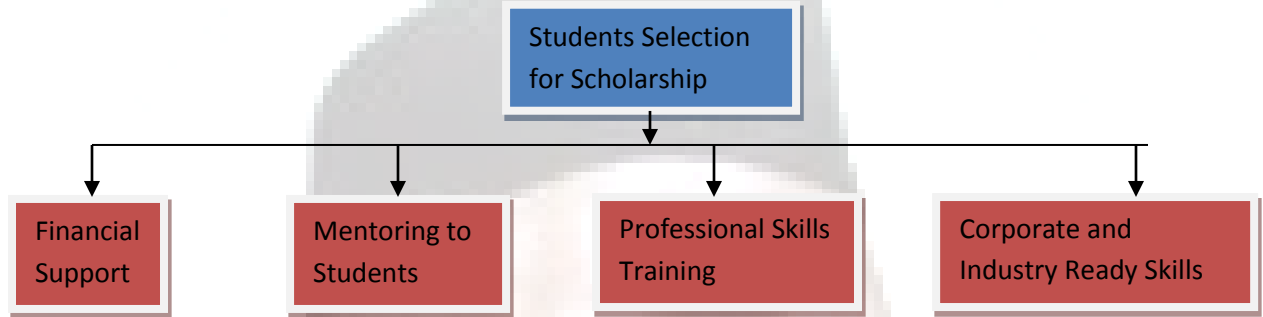 Students Selection
for Scholarship
Financial
Support
Mentoring to
Students
Professional Skills
Training
Corporate and
Industry Ready Skills